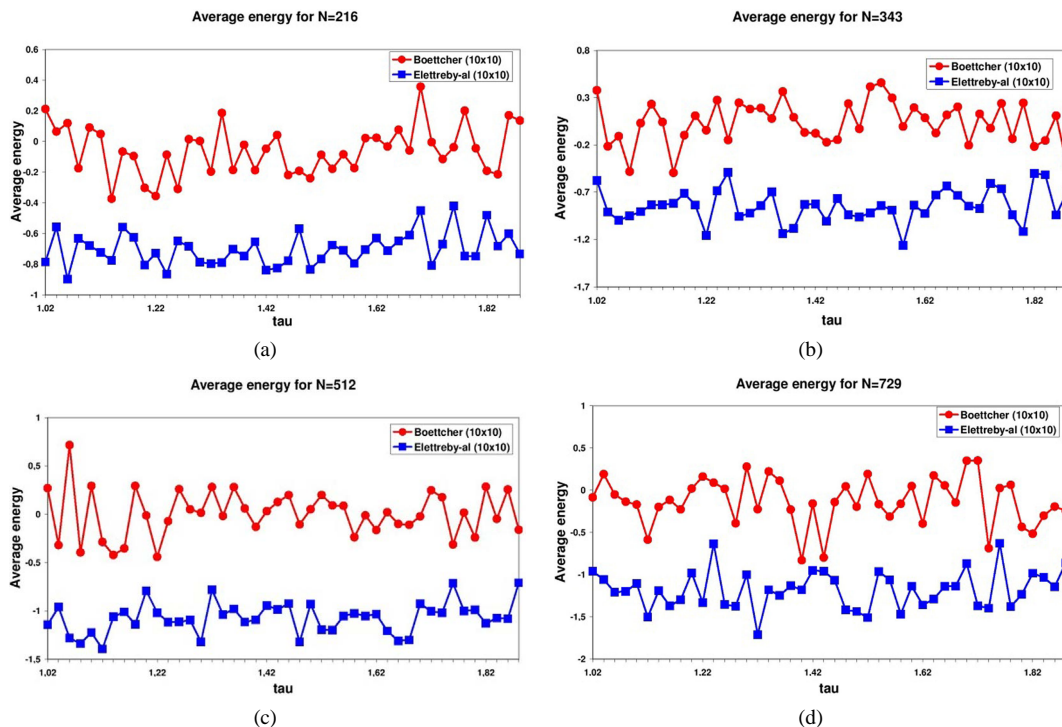 Average energy for N=216
0.6
0.4
0.2
0
-0.2
-0.4
-0.6
-0.8
-1
Average energy
Boettcher (10x10)
Elettreby-al (10x10)
1.02
1.22
1.42
1.62
1.82
tau
(a)
Average energy for N=343
0.8
0.3
-0.2
-0.7
-1.2
-1.7
Average energy
Boettcher (10x10)
Elettreby-al (10x10)
1.02
1.22
1.42
1.62
1.82
tau
(b)
Average energy for N=512
1
0.5
0
-0.5
-1
-1.5
Average energy
Boettcher (10x10)
Elettreby-al (10x10)
1.02
1.22
1.42
1.62
1.82
tau
(c)
Average energy for N=729
1
0.5
0
-0.5
-1
-1.5
-2
Average energy
Boettcher (10x10)
Elettreby-al (10x10)
1.02
1.22
1.42
1.62
1.82
tau
(d)